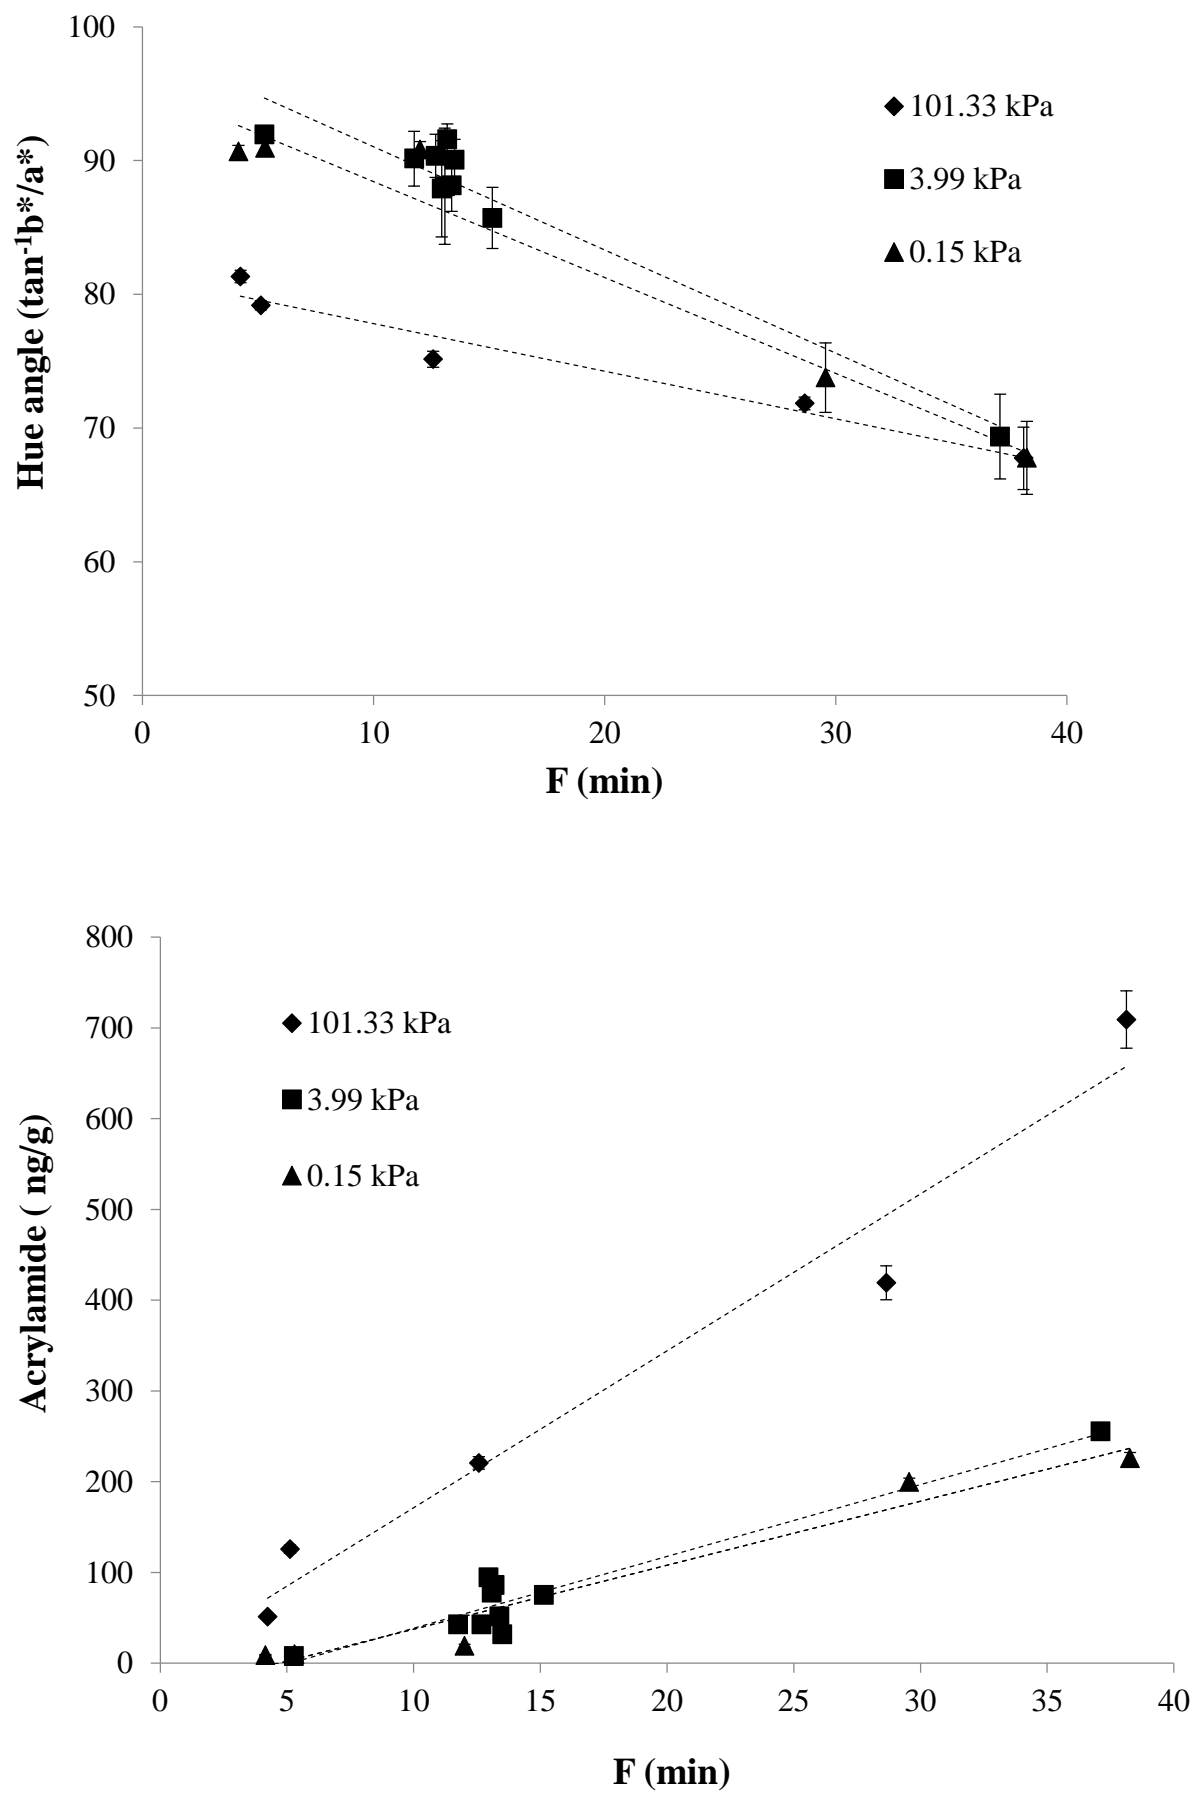 100
90
80
70
60
50
Hue angle (tan⁻¹b*/a*)
101.33 kPa
3.99 kPa
0.15 kPa
0 10 20 30 40
F (min)
800
700
600
500
400
300
200
100
0
Acrylamide ( ng/g)
101.33 kPa
3.99 kPa
0.15 kPa
0 5 10 15 20 25 30 35 40
F (min)